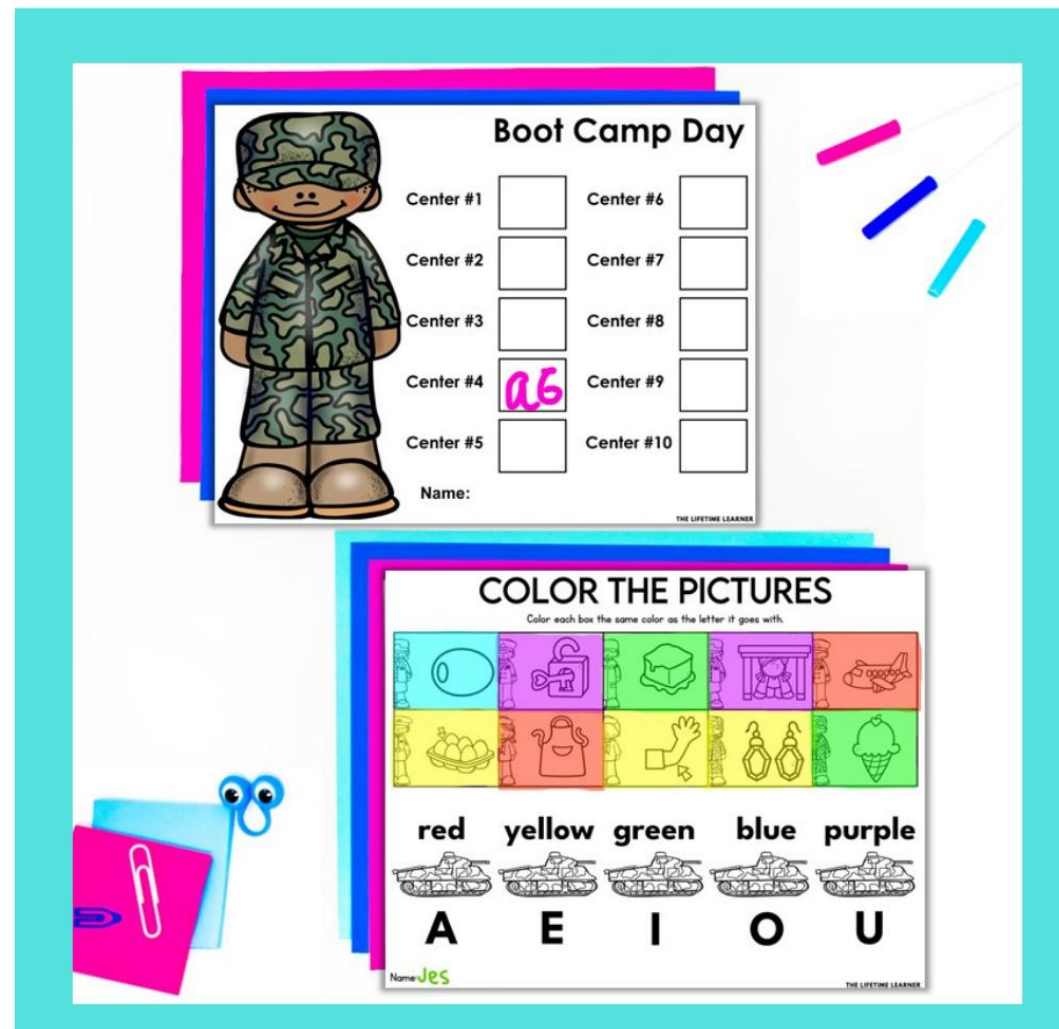 Boot Camp Day
Center #1
Center #6
Center #2
Center #7
Center #3
Center #8
Center #4
Center #9
Center #5
Center #10
Name:
THE LIFETIME LEARNER
COLOR THE PICTURES
Color each box the same color as the letter it goes with.
red yellow green blue purple
A E I O U
Name: Jes
THE LIFETIME LEARNER